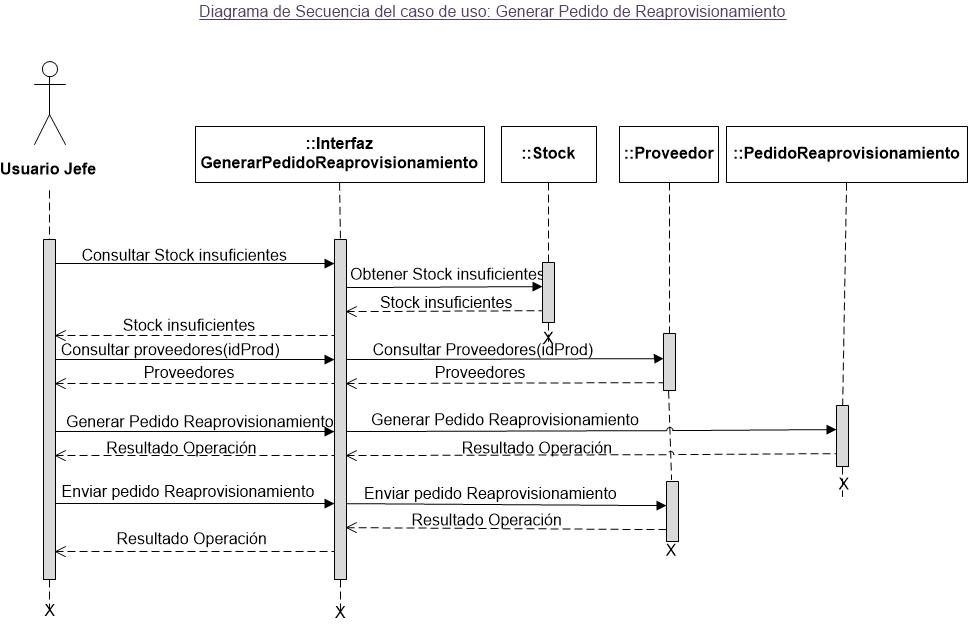 Diagrama de Secuencia del caso de uso: Generar Pedido de Reaprovisionamiento
Usuario Jefe
::Interfaz
GenerarPedidoReaprovisionamiento
::Stock
::Proveedor
::PedidoReaprovisionamiento
Consultar Stock insuficientes
Obtener Stock insuficientes
Stock insuficientes
Stock insuficientes
X
Consultar proveedores(idProd)
Consultar Proveedores(idProd)
Proveedores
Proveedores
Generar Pedido Reaprovisionamiento
Generar Pedido Reaprovisionamiento
Resultado Operación
Resultado Operación
X
Enviar pedido Reaprovisionamiento
Enviar pedido Reaprovisionamiento
Resultado Operación
Resultado Operación
X
X
X